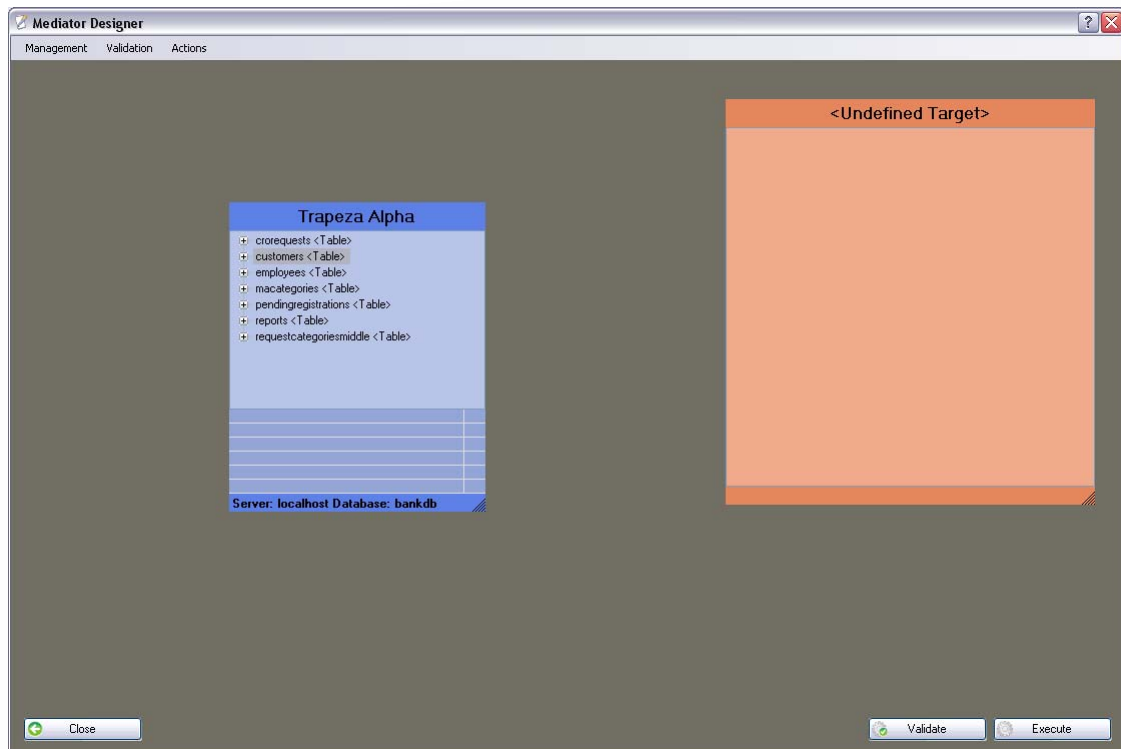 Mediator Designer
Management Validation Actions
<Undefined Target>
Trapeza Alpha
crorequests <Table>
customers <Table>
employees <Table>
macategories <Table>
pendingregistrations <Table>
reports <Table>
requestcategoriesmiddle <Table>
Server: localhost Database: bankdb
Close Validate Execute